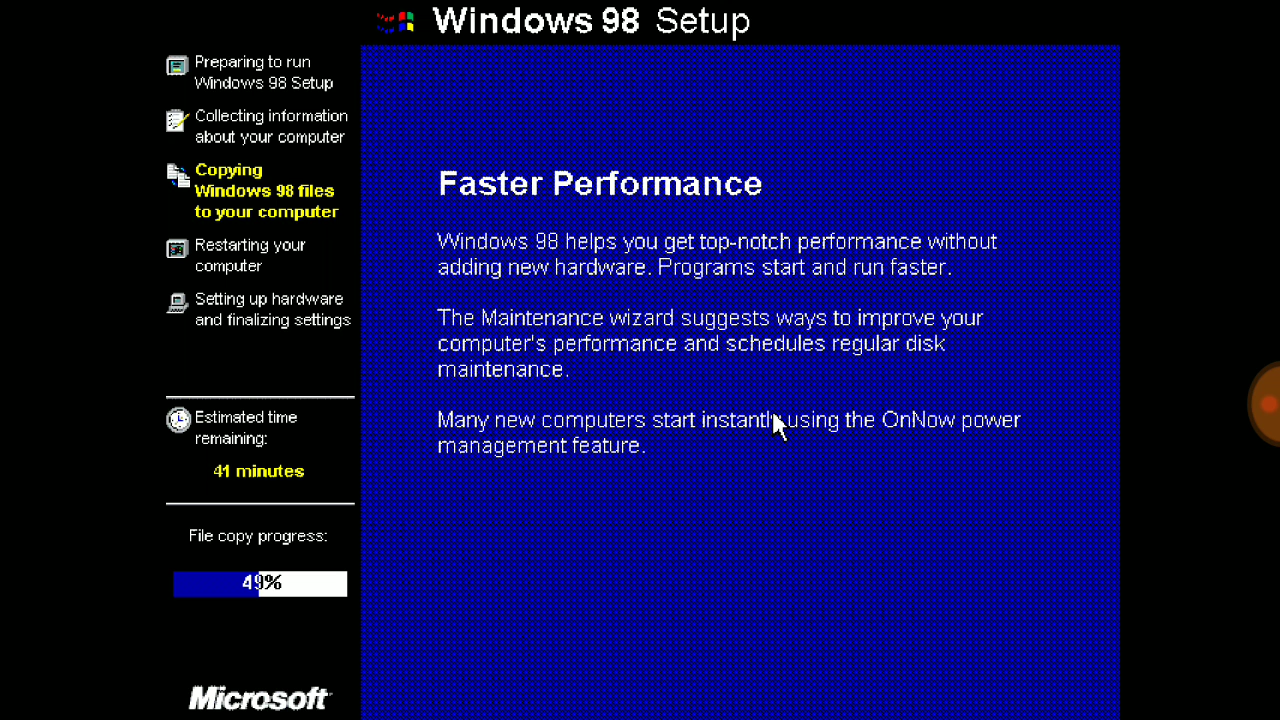 Windows 98 Setup
Preparing to run
Windows 98 Setup
Collecting information
about your computer
Copying
Windows 98 files
to your computer
Restarting your
computer
Setting up hardware
and finalizing settings
Estimated time
remaining:
41 minutes
File copy progress:
49%
Microsoft
Faster Performance
Windows 98 helps you get top-notch performance without
adding new hardware. Programs start and run faster.
The Maintenance wizard suggests ways to improve your
computer's performance and schedules regular disk
maintenance.
Many new computers start instantly using the OnNow power
management feature.